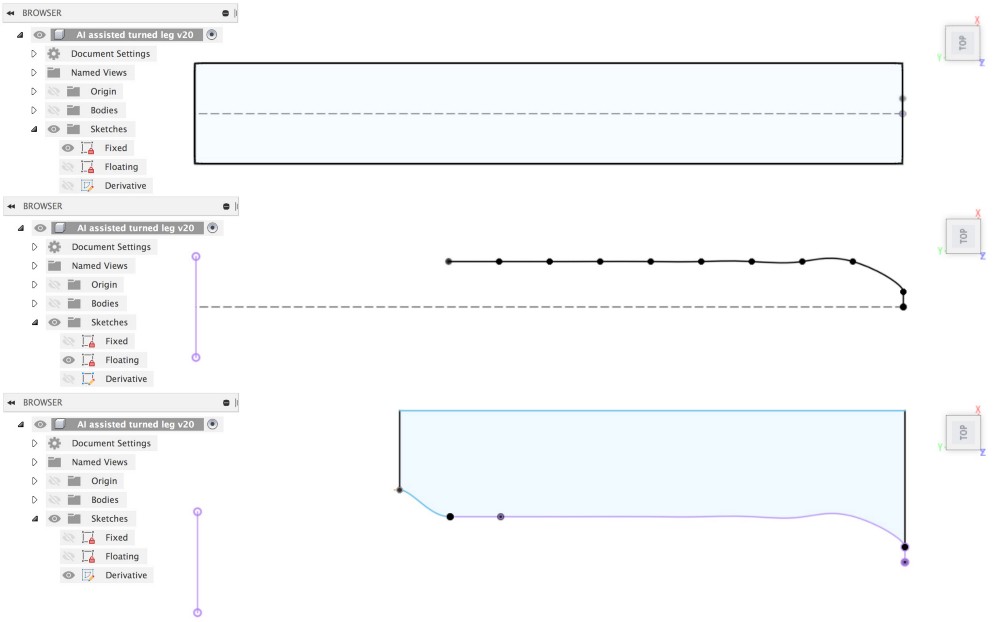 BROWSER
AI assisted turned leg v20
Document Settings
Named Views
Origin
Bodies
Sketches
Fixed
Floating
Derivative
X
TOP
Y
Z
BROWSER
AI assisted turned leg v20
Document Settings
Named Views
Origin
Bodies
Sketches
Fixed
Floating
Derivative
X
TOP
Y
Z
BROWSER
AI assisted turned leg v20
Document Settings
Named Views
Origin
Bodies
Sketches
Fixed
Floating
Derivative
X
TOP
Y
Z